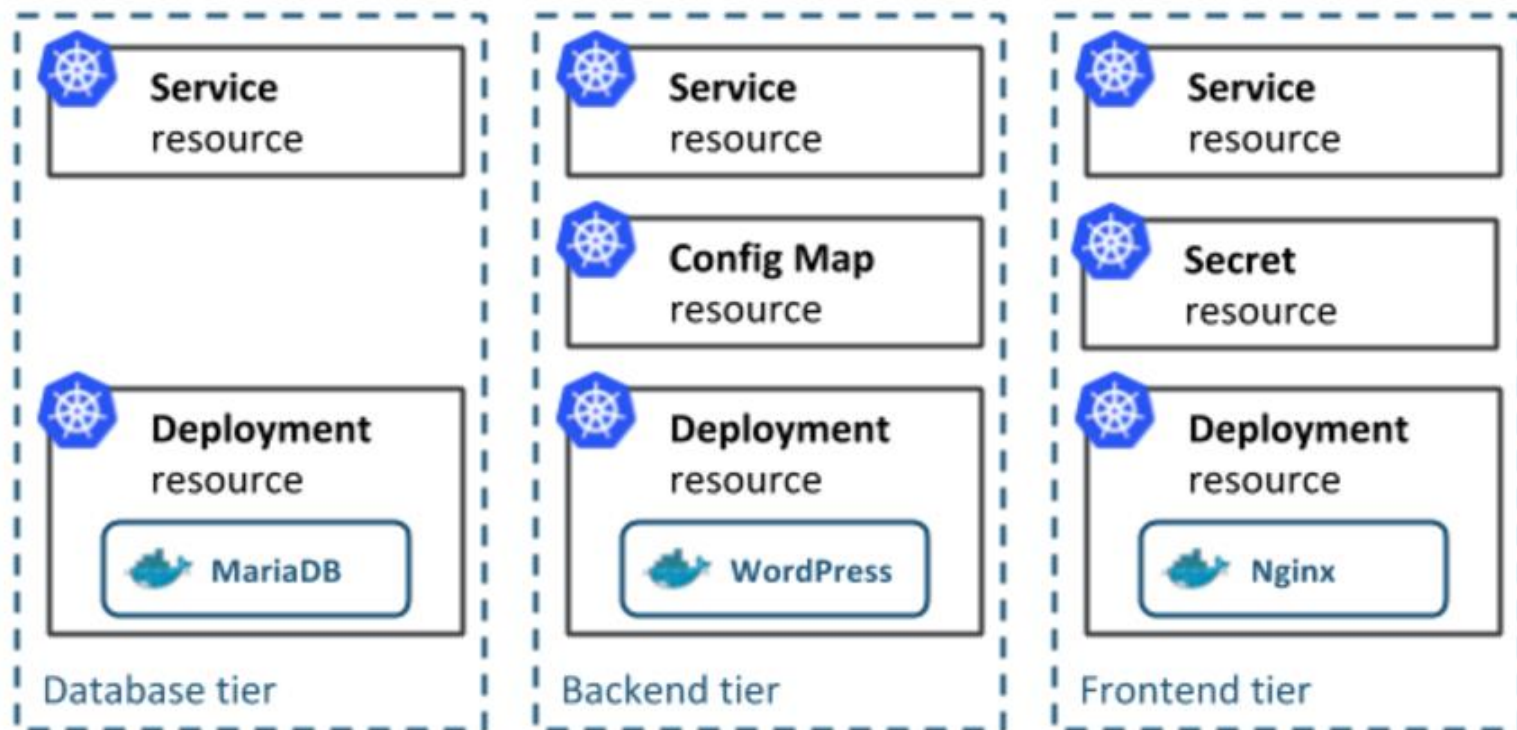 Service
resource
Deployment
resource
MariaDB
Database tier
Service
resource
Config Map
resource
Deployment
resource
WordPress
Backend tier
Service
resource
Secret
resource
Deployment
resource
Nginx
Frontend tier